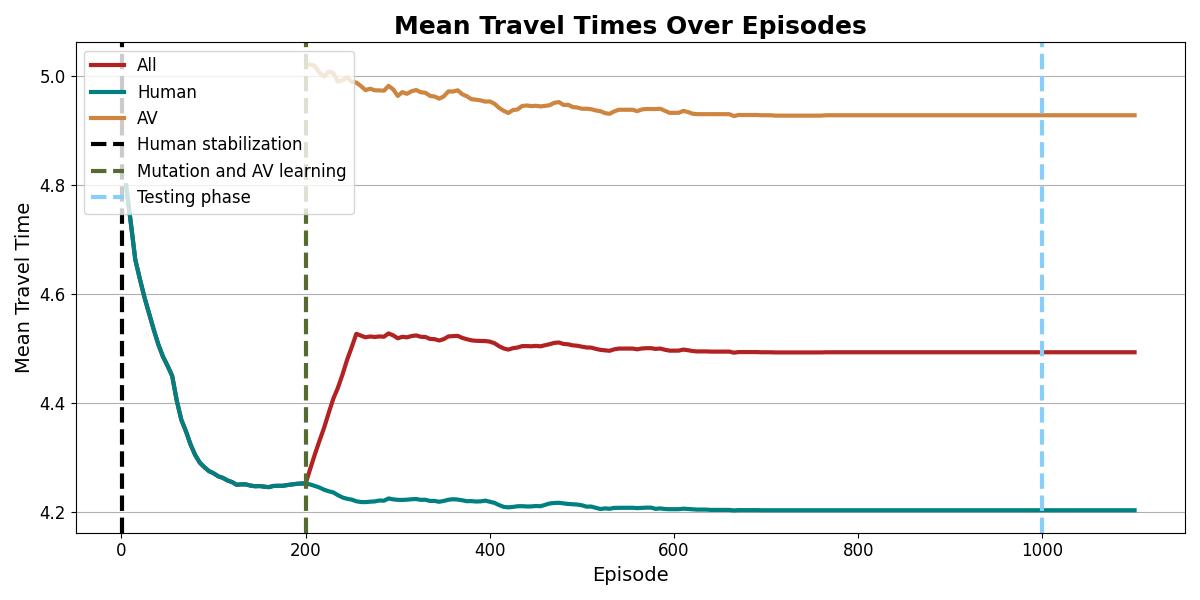 Mean Travel Times Over Episodes
All
Human
AV
Human stabilization
Mutation and AV learning
Testing phase
Mean Travel Time
5.0
4.8
4.6
4.4
4.2
0 200 400 600 800 1000
Episode